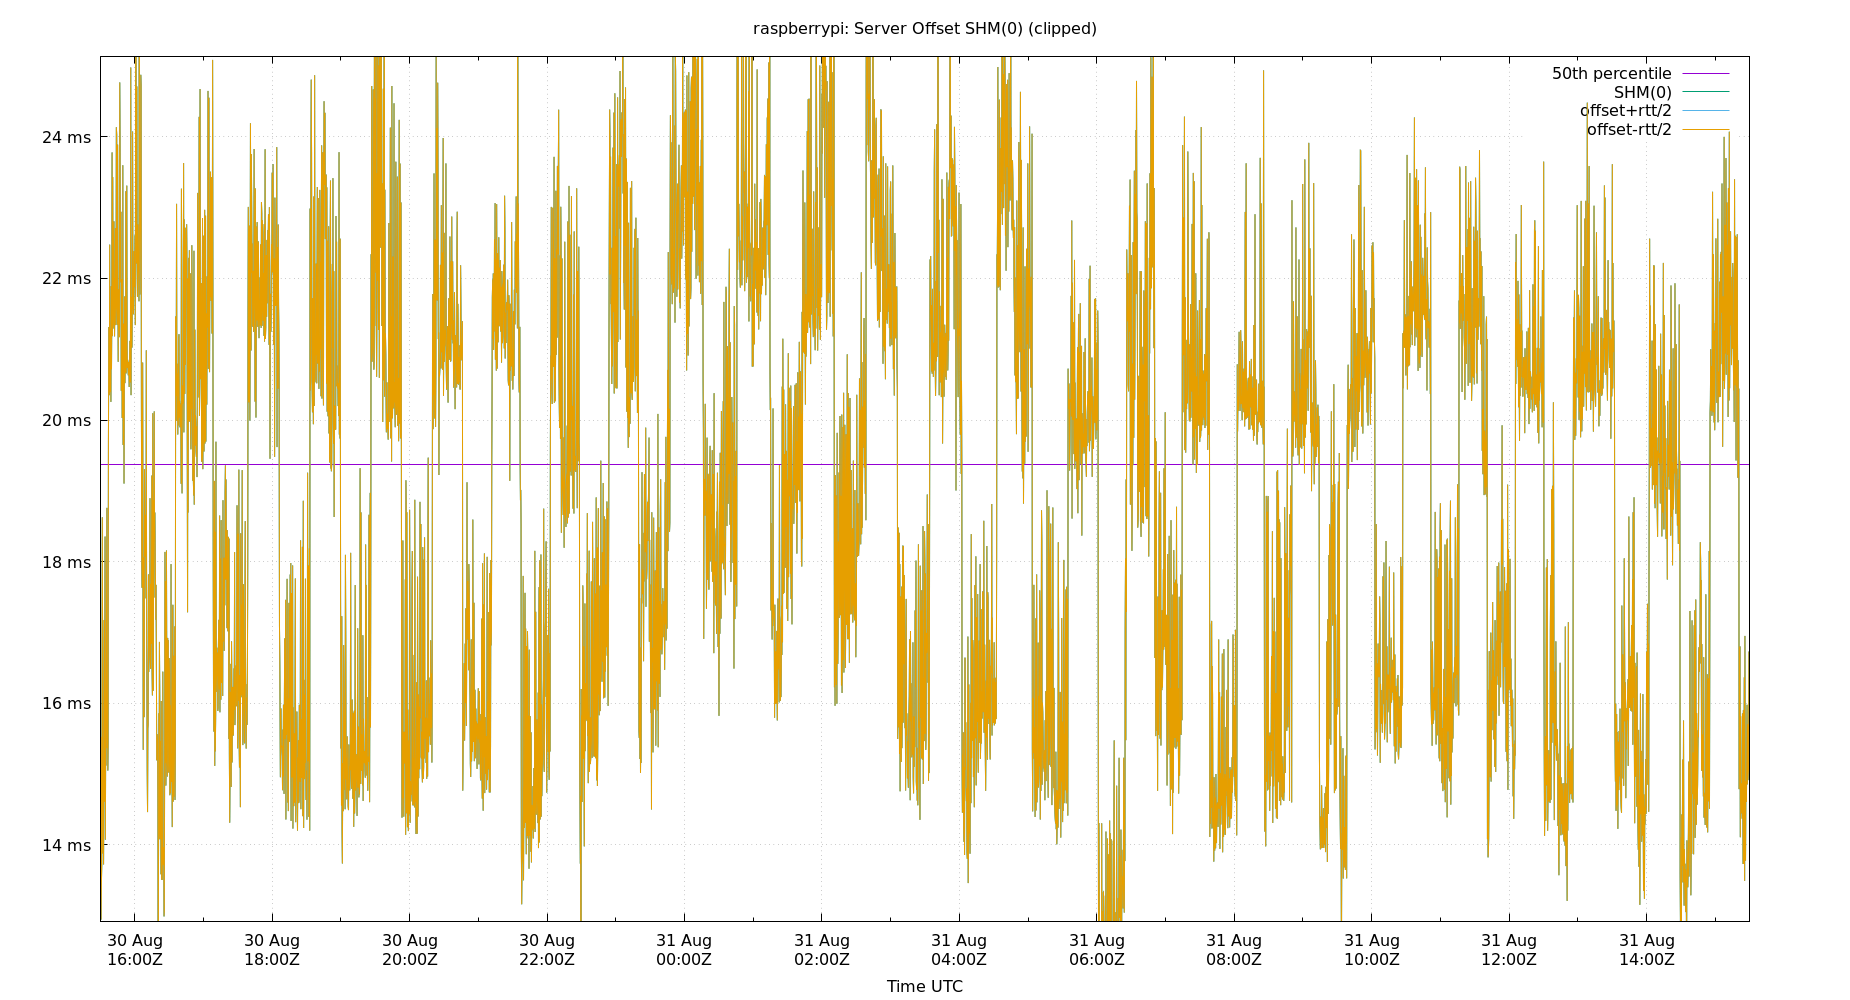 raspberrypi: Server Offset SHM(0) (clipped)
50th percentile
SHM(0)
offset+rtt/2
offset-rtt/2
24 ms
22 ms
20 ms
18 ms
16 ms
14 ms
30 Aug 30 Aug 30 Aug 30 Aug 31 Aug 31 Aug 31 Aug 31 Aug 31 Aug 31 Aug 31 Aug 31 Aug
16:00Z 18:00Z 20:00Z 22:00Z 00:00Z 02:00Z 04:00Z 06:00Z 08:00Z 10:00Z 12:00Z 14:00Z
Time UTC